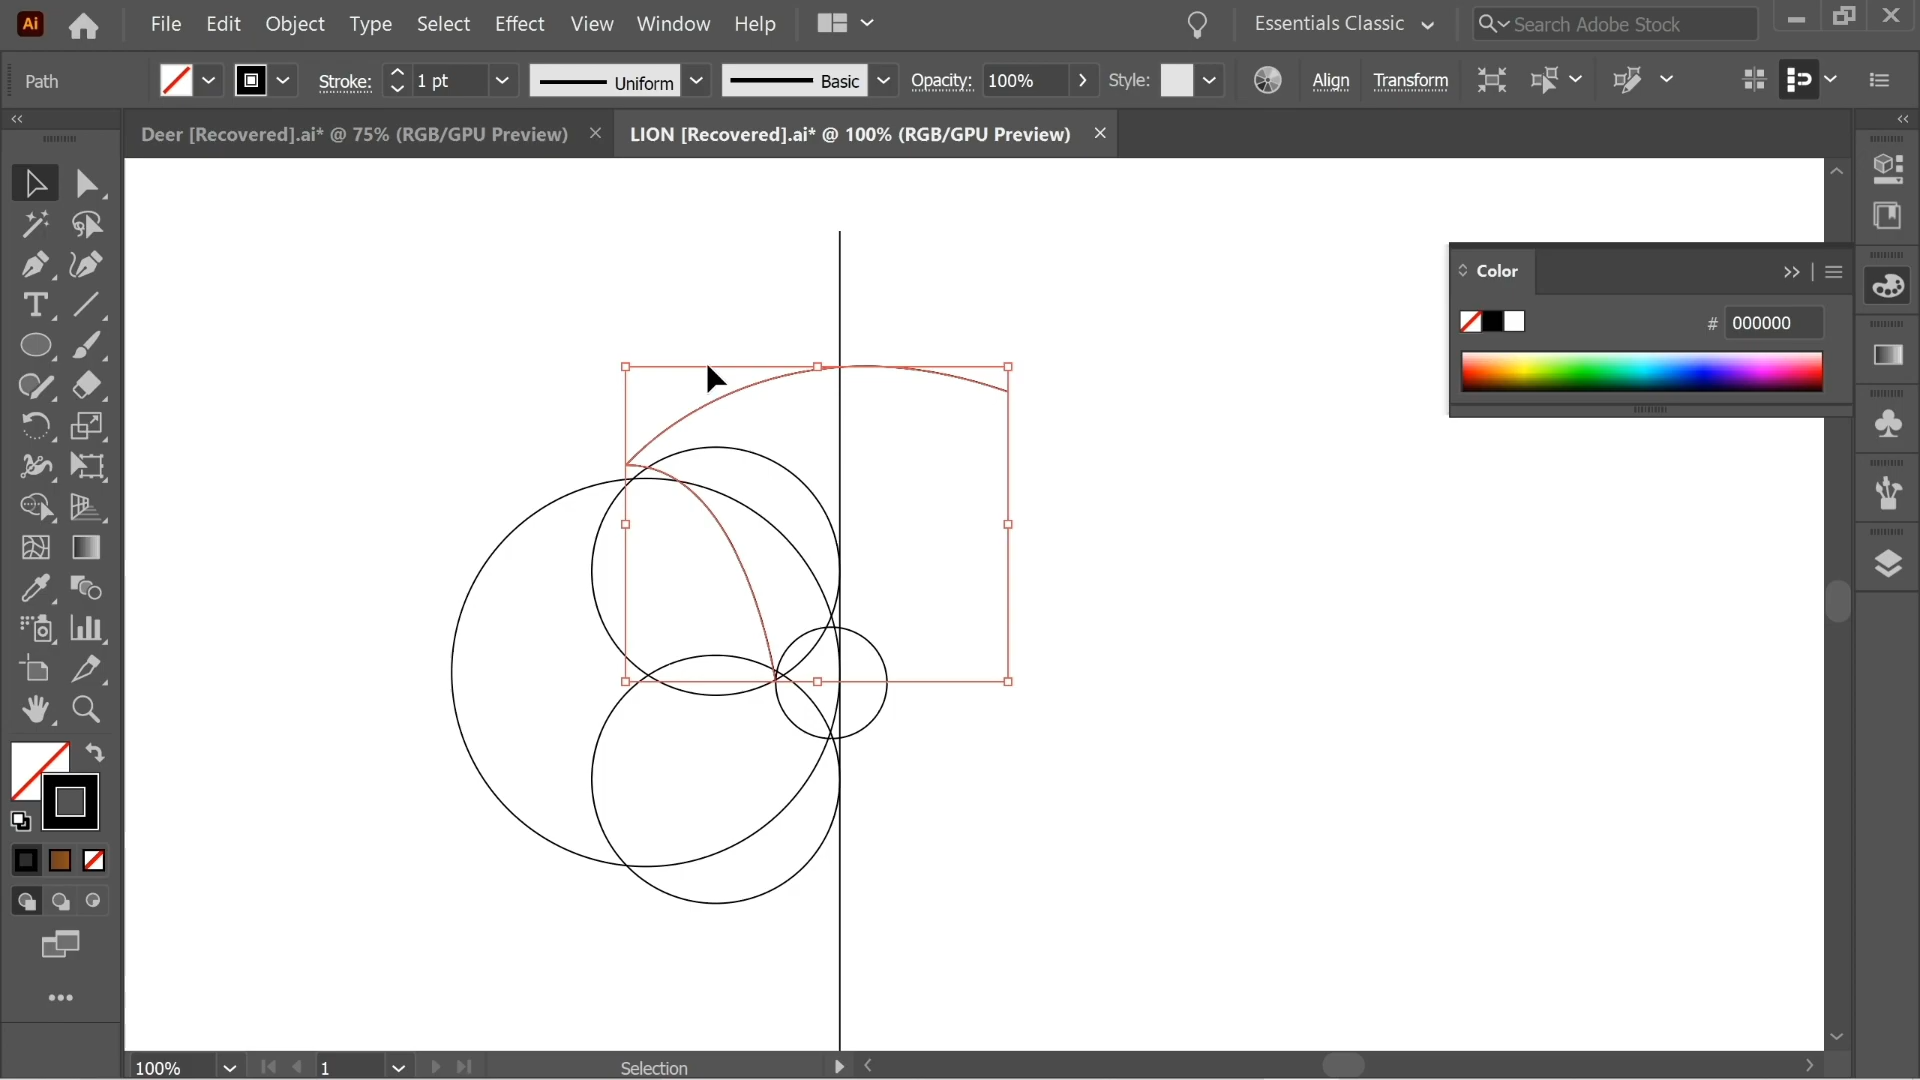 Ai File Edit Object Type Select Effect View Window Help Essentials Classic Search Adobe Stock
Path Stroke: 1 pt Uniform Basic Opacity: 100% Style: Align Transform
Deer [Recovered].ai* @ 75% (RGB/GPU Preview) LION [Recovered].ai* @ 100% (RGB/GPU Preview)
Color
# 000000
100% 1 Selection